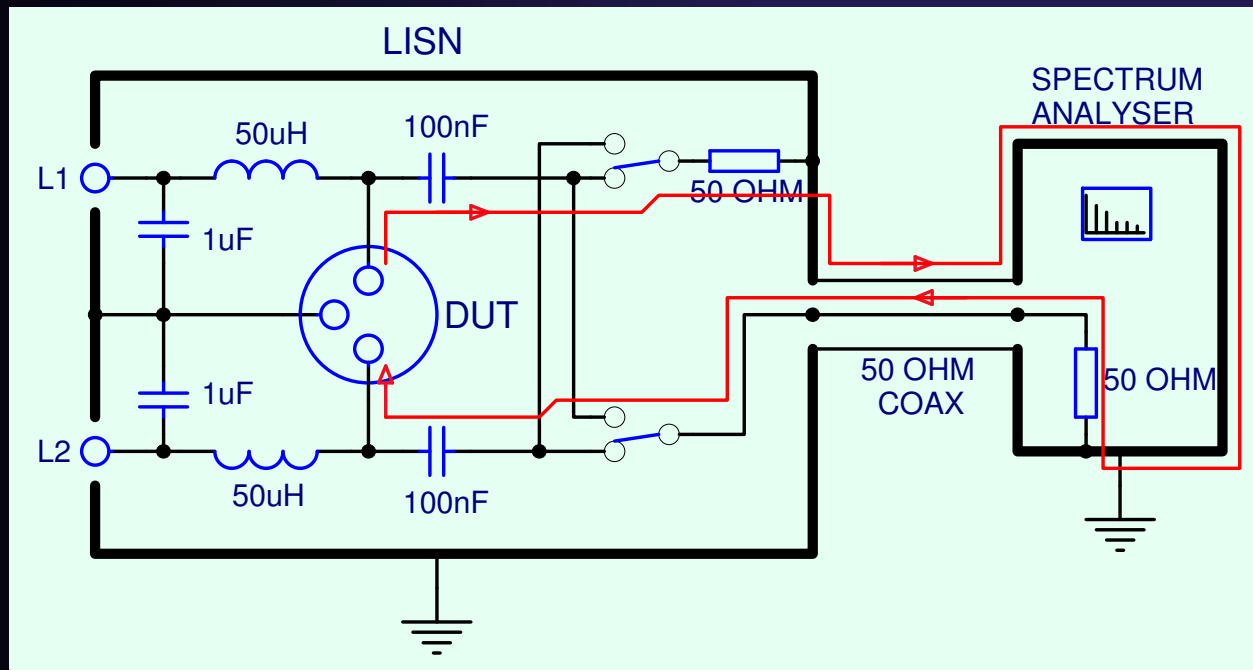 LISN
SPECTRUM
ANALYSER
50uH
100nF
L1
50 OHM
1uF
DUT
1uF
50 OHM
COAX
50 OHM
L2
50uH
100nF